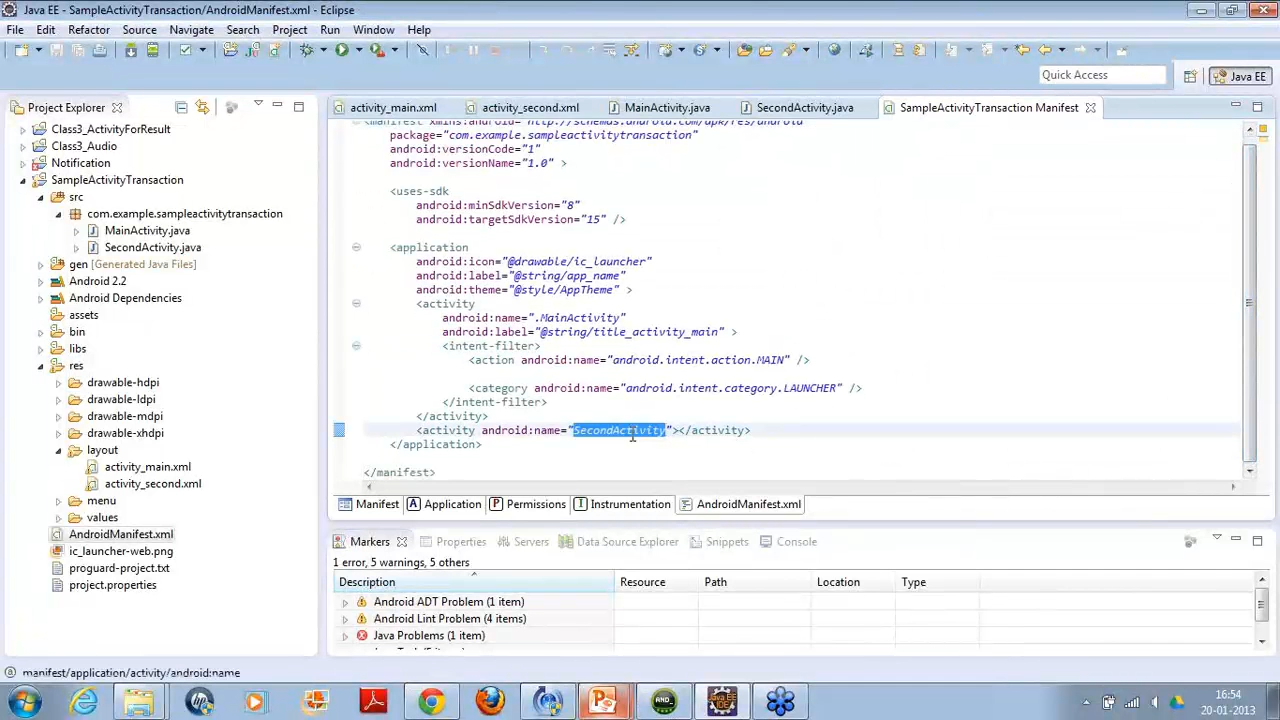 Java EE - SampleActivityTransaction/AndroidManifest.xml - Eclipse
File Edit Refactor Source Navigate Search Project Run Window Help
Quick Access
Java EE
Project Explorer
activity_main.xml
activity_second.xml
MainActivity.java
SecondActivity.java
SampleActivityTransaction Manifest
Class3_ActivityForResult
Class3_Audio
Notification
SampleActivityTransaction
src
com.example.sampleactivitytransaction
MainActivity.java
SecondActivity.java
gen [Generated Java Files]
Android 2.2
Android Dependencies
assets
bin
libs
res
drawable-hdpi
drawable-ldpi
drawable-mdpi
drawable-xhdpi
layout
activity_main.xml
activity_second.xml
menu
values
AndroidManifest.xml
ic_launcher-web.png
proguard-project.txt
project.properties
<manifest xmlns:android="http://schemas.android.com/apk/res/android"
package="com.example.sampleactivitytransaction"
android:versionCode="1"
android:versionName="1.0" >
<uses-sdk
android:minSdkVersion="8"
android:targetSdkVersion="15" />
<application
android:icon="@drawable/ic_launcher"
android:label="@string/app_name"
android:theme="@style/AppTheme" >
<activity
android:name=".MainActivity"
android:label="@string/title_activity_main" >
<intent-filter>
<action android:name="android.intent.action.MAIN" />
<category android:name="android.intent.category.LAUNCHER" />
</intent-filter>
</activity>
<activity android:name="SecondActivity"></activity>
</application>
</manifest>
Manifest
Application
Permissions
Instrumentation
AndroidManifest.xml
Markers
Properties
Servers
Data Source Explorer
Snippets
Console
1 error, 5 warnings, 5 others
Description Resource Path Location Type
Android ADT Problem (1 item)
Android Lint Problem (4 items)
Java Problems (1 item)
manifest/application/activity/android:name
16:54
20-01-2013